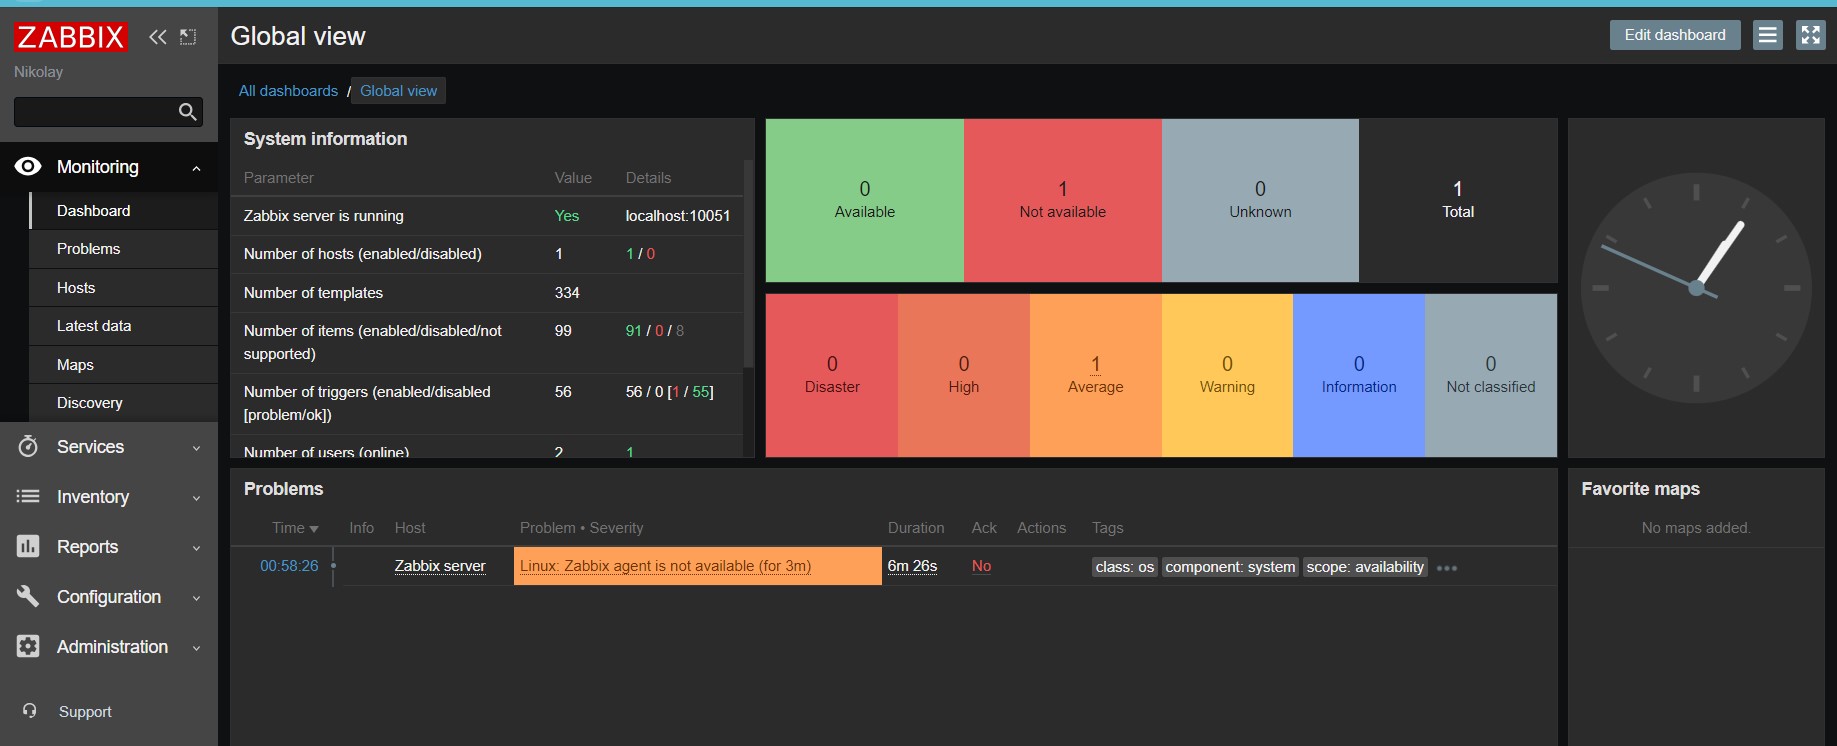 ZABBIX
Nikolay
Monitoring
Dashboard
Problems
Hosts
Latest data
Maps
Discovery
Services
Inventory
Reports
Configuration
Administration
Support
Global view
Edit dashboard
All dashboards / Global view
System information
Parameter Value Details
Zabbix server is running Yes localhost:10051
Number of hosts (enabled/disabled) 1 1 / 0
Number of templates 334
Number of items (enabled/disabled/not 99 91 / 0 / 8
supported)
Number of triggers (enabled/disabled 56 56 / 0 [1 / 55]
[problem/ok])
Number of users (online) 2 1
0 1 0 1
Available Not available Unknown Total
0 0 1 0 0 0
Disaster High Average Warning Information Not classified
Problems
Time Info Host Problem • Severity Duration Ack Actions Tags
00:58:26 Zabbix server Linux: Zabbix agent is not available (for 3m) 6m 26s No class: os component: system scope: availability •••
Favorite maps
No maps added.